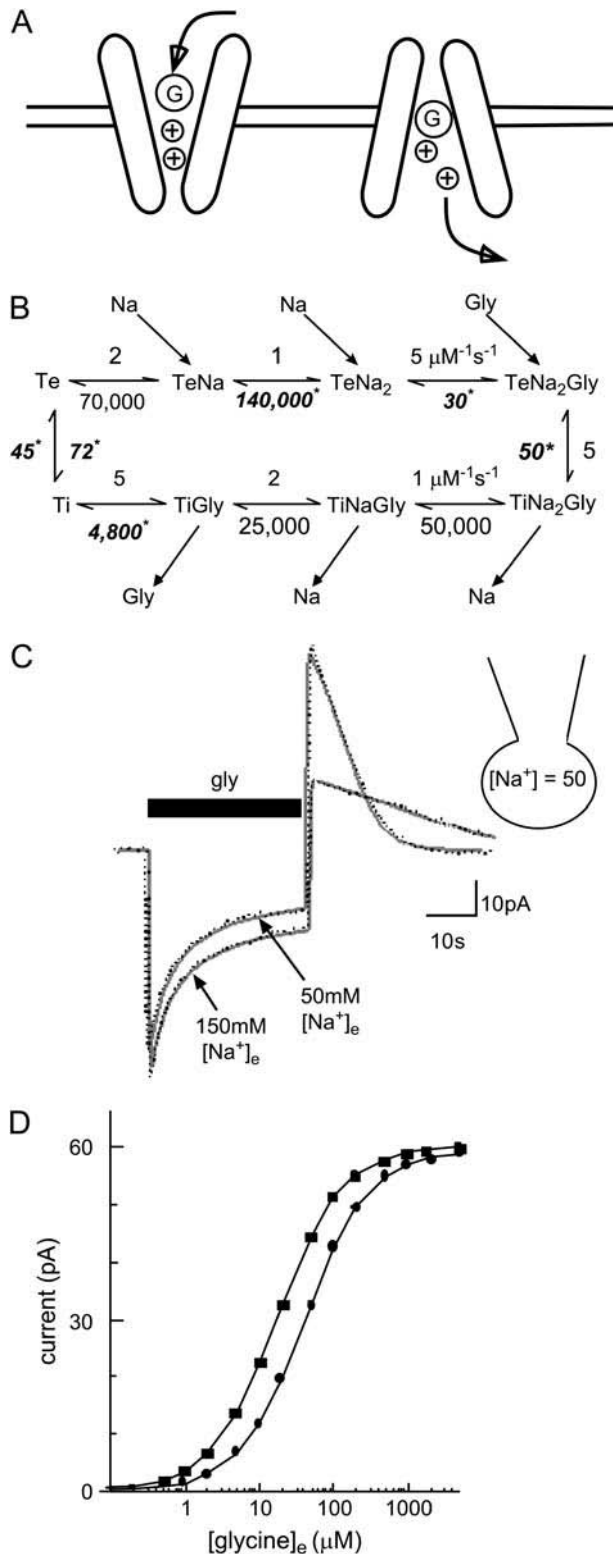 A
G
G
B
Na
Na
Gly
2
1
5 μM⁻¹s⁻¹
Te
TeNa
TeNa₂
TeNa₂Gly
70,000
140,000*
30*
45*
72*
50*
5
5
2
1 μM⁻¹s⁻¹
Ti
TiGly
TiNaGly
TiNa₂Gly
4,800*
25,000
50,000
Gly
Na
Na
C
gly
[Na⁺] = 50
10pA
10s
50mM
[Na⁺]ₑ
150mM
[Na⁺]ₑ
D
60
30
0
current (pA)
1
10
100
1000
[glycine]ₑ (μM)